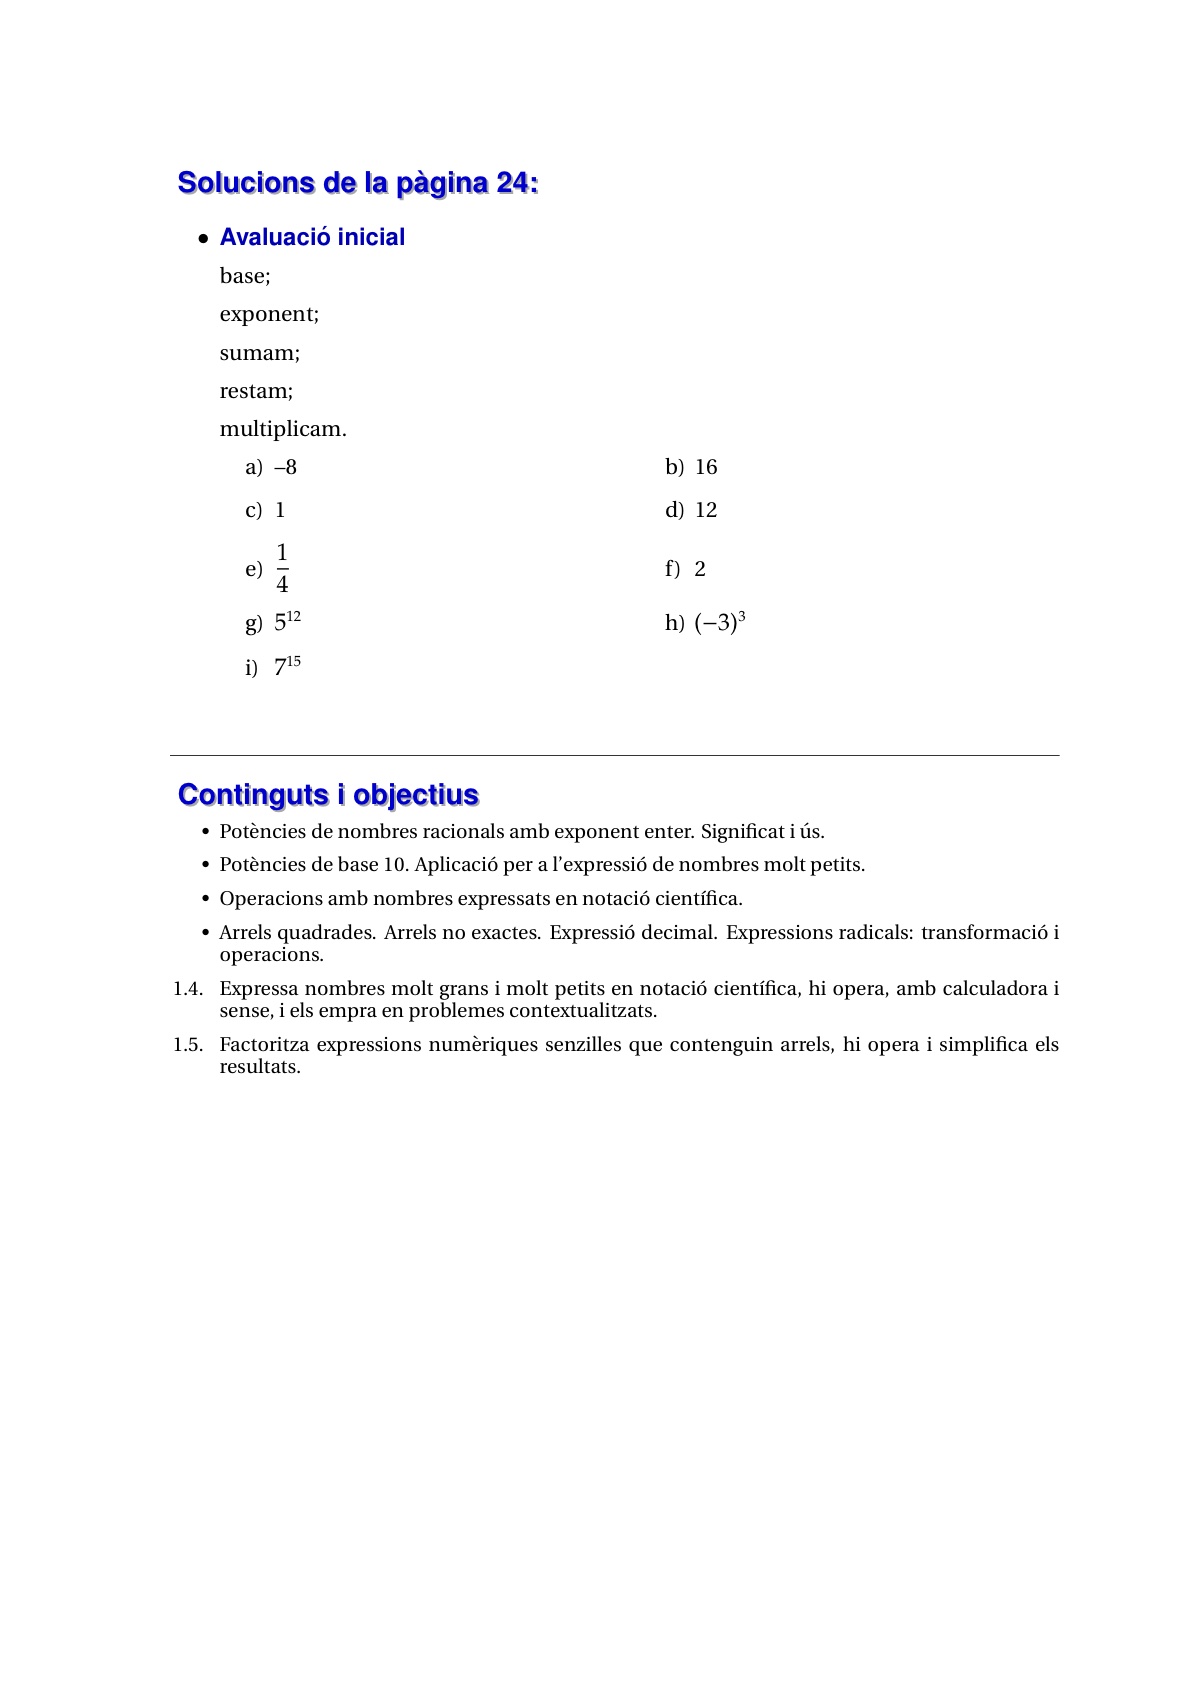 Solucions de la pàgina 24:
• Avaluació inicial
base;
exponent;
sumam;
restam;
multiplicam.
a) –8 b) 16
c) 1 d) 12
e) 1/4 f) 2
g) 5¹² h) (−3)³
i) 7¹⁵
Continguts i objectius
• Potències de nombres racionals amb exponent enter. Significat i ús.
• Potències de base 10. Aplicació per a l’expressió de nombres molt petits.
• Operacions amb nombres expressats en notació científica.
• Arrels quadrades. Arrels no exactes. Expressió decimal. Expressions radicals: transformació i
operacions.
1.4. Expressa nombres molt grans i molt petits en notació científica, hi opera, amb calculadora i
sense, i els empra en problemes contextualitzats.
1.5. Factoritza expressions numèriques senzilles que contenguin arrels, hi opera i simplifica els
resultats.